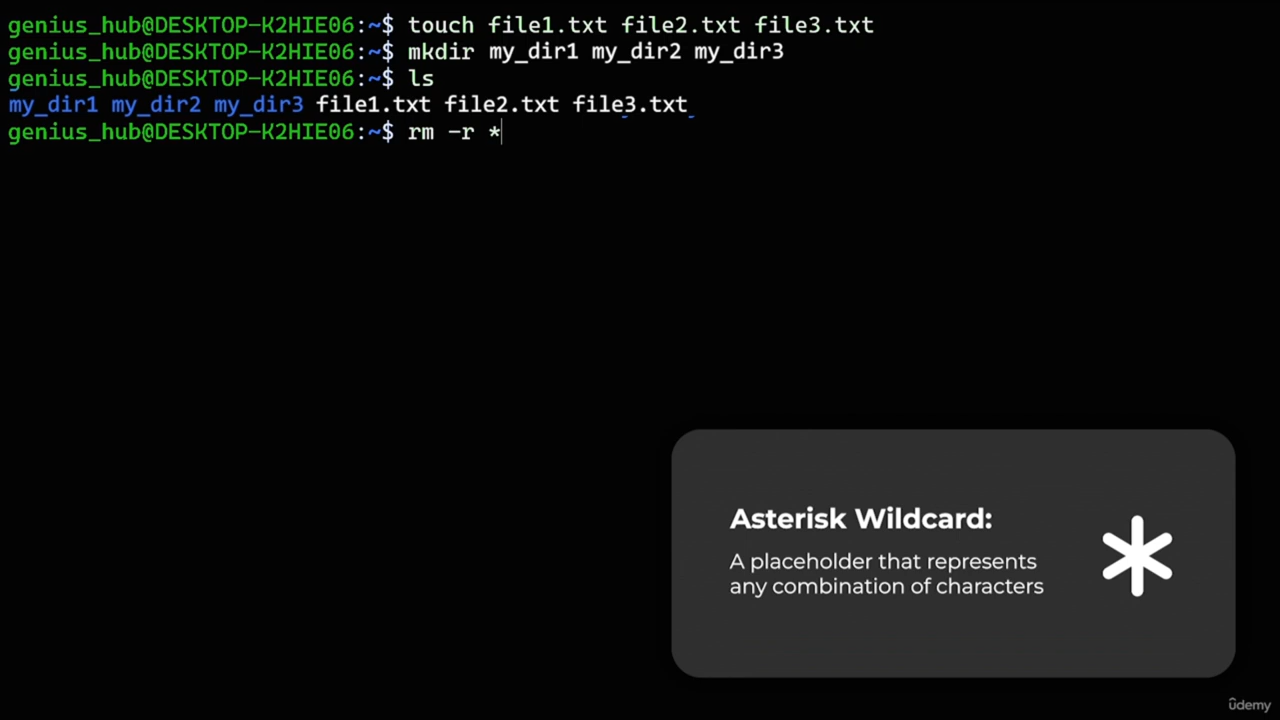 genius_hub@DESKTOP-K2HIE06:~$ touch file1.txt file2.txt file3.txt
genius_hub@DESKTOP-K2HIE06:~$ mkdir my_dir1 my_dir2 my_dir3
genius_hub@DESKTOP-K2HIE06:~$ ls
my_dir1 my_dir2 my_dir3 file1.txt file2.txt file3.txt
genius_hub@DESKTOP-K2HIE06:~$ rm -r *
Asterisk Wildcard:
A placeholder that represents
any combination of characters
*
udemy